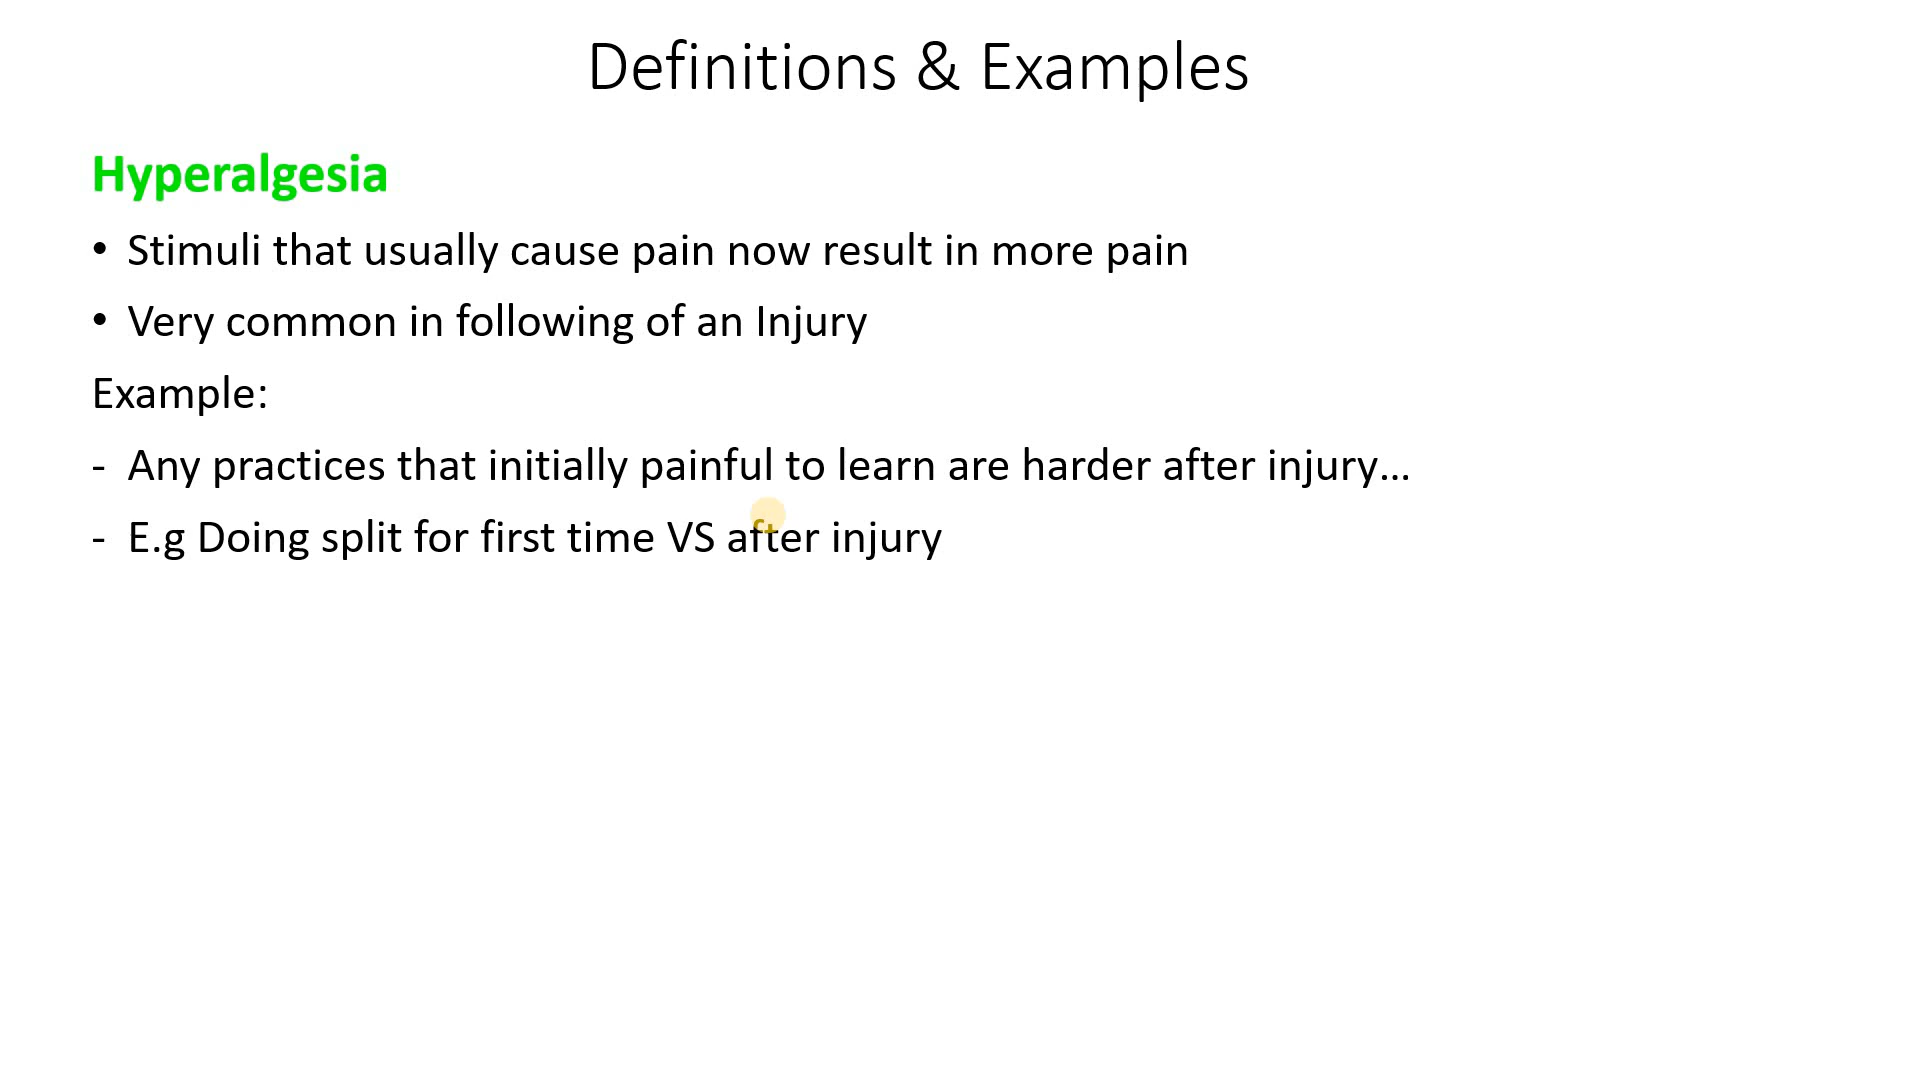 Definitions & Examples
Hyperalgesia
• Stimuli that usually cause pain now result in more pain
• Very common in following of an Injury
Example:
- Any practices that initially painful to learn are harder after injury…
- E.g Doing split for first time VS after injury